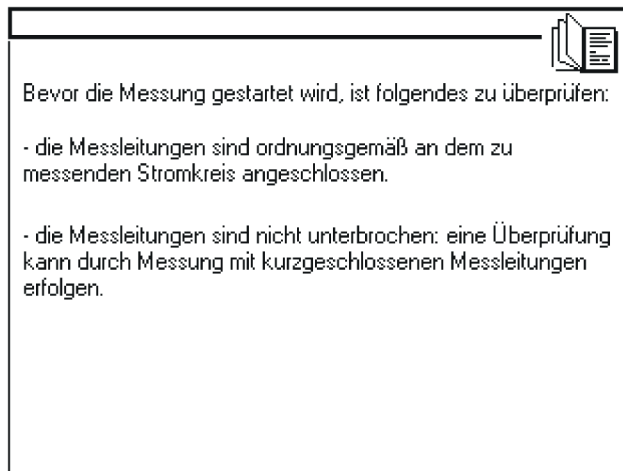 Bevor die Messung gestartet wird, ist folgendes zu überprüfen:
- die Messleitungen sind ordnungsgemäß an dem zu
messenden Stromkreis angeschlossen.
- die Messleitungen sind nicht unterbrochen: eine Überprüfung
kann durch Messung mit kurzgeschlossenen Messleitungen
erfolgen.